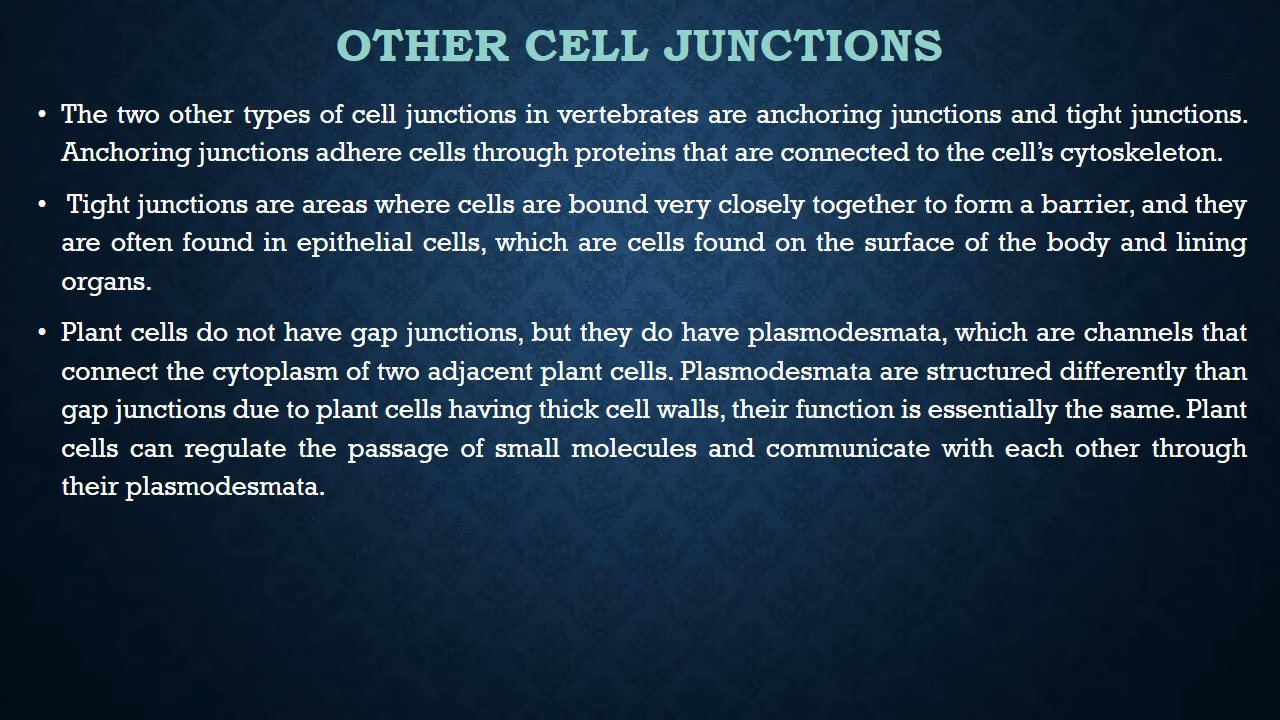 OTHER CELL JUNCTIONS
• The two other types of cell junctions in vertebrates are anchoring junctions and tight junctions.
Anchoring junctions adhere cells through proteins that are connected to the cell’s cytoskeleton.
• Tight junctions are areas where cells are bound very closely together to form a barrier, and they
are often found in epithelial cells, which are cells found on the surface of the body and lining
organs.
• Plant cells do not have gap junctions, but they do have plasmodesmata, which are channels that
connect the cytoplasm of two adjacent plant cells. Plasmodesmata are structured differently than
gap junctions due to plant cells having thick cell walls, their function is essentially the same. Plant
cells can regulate the passage of small molecules and communicate with each other through
their plasmodesmata.